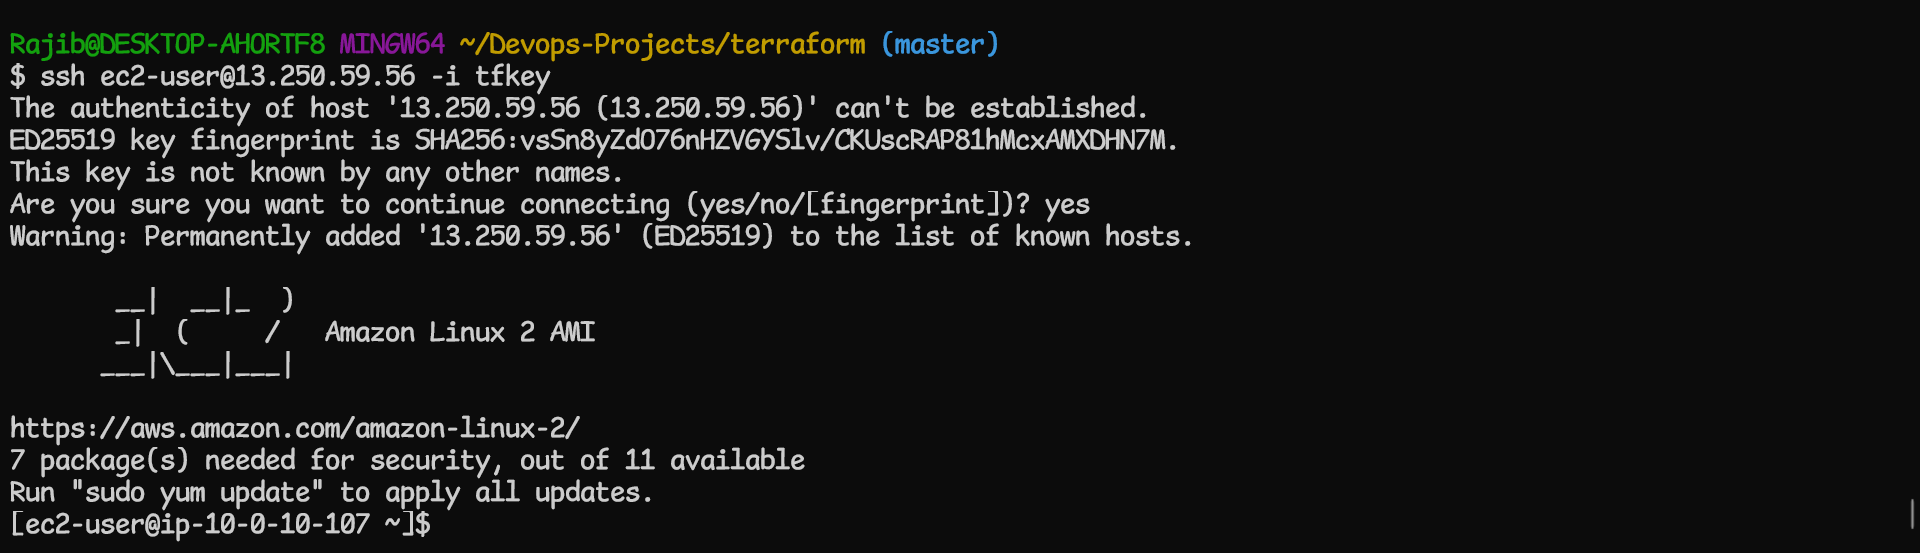 Rajib@DESKTOP-AHORTF8 MINGW64 ~/Devops-Projects/terraform (master)
$ ssh ec2-user@13.250.59.56 -i tfkey
The authenticity of host '13.250.59.56 (13.250.59.56)' can't be established.
ED25519 key fingerprint is SHA256:vsSn8yZdO76nHZVGYSlv/CKUscRAP81hMcxAMXDHN7M.
This key is not known by any other names.
Are you sure you want to continue connecting (yes/no/[fingerprint])? yes
Warning: Permanently added '13.250.59.56' (ED25519) to the list of known hosts.

       __|  __|_  )
       _|  (     /   Amazon Linux 2 AMI
      ___|\___|___|

https://aws.amazon.com/amazon-linux-2/
7 package(s) needed for security, out of 11 available
Run "sudo yum update" to apply all updates.
[ec2-user@ip-10-0-10-107 ~]$